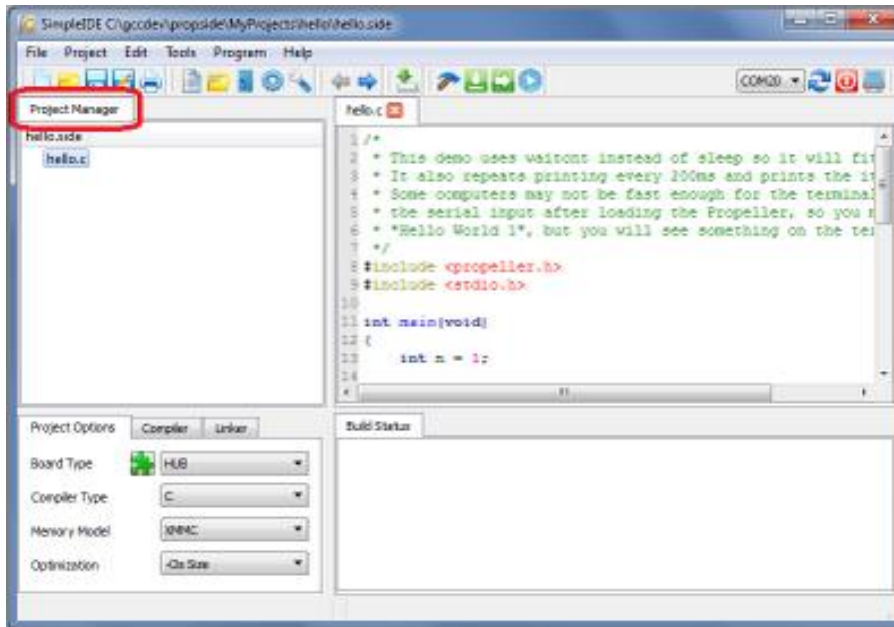 SimpleIDE C:\gccdev\propside\MyProjects\hello\hello.side
File Project Edit Tools Program Help
COM20
Project Manager
hello.side
hello.c
hello.c
1 /*
2 * This demo uses waitcnt instead of sleep so it will fit
3 * It also repeats printing every 200ms and prints the it
4 * Some computers may not be fast enough for the terminal
5 * the serial input after loading the Propeller, so you m
6 * "Hello World 1", but you will see something on the ter
7 */
8 #include <propeller.h>
9 #include <stdio.h>
10
11 int main(void)
12 {
13 int n = 1;
14
Project Options Compiler Linker
Board Type HUB
Compiler Type C
Memory Model XMMC
Optimization -Os Size
Build Status